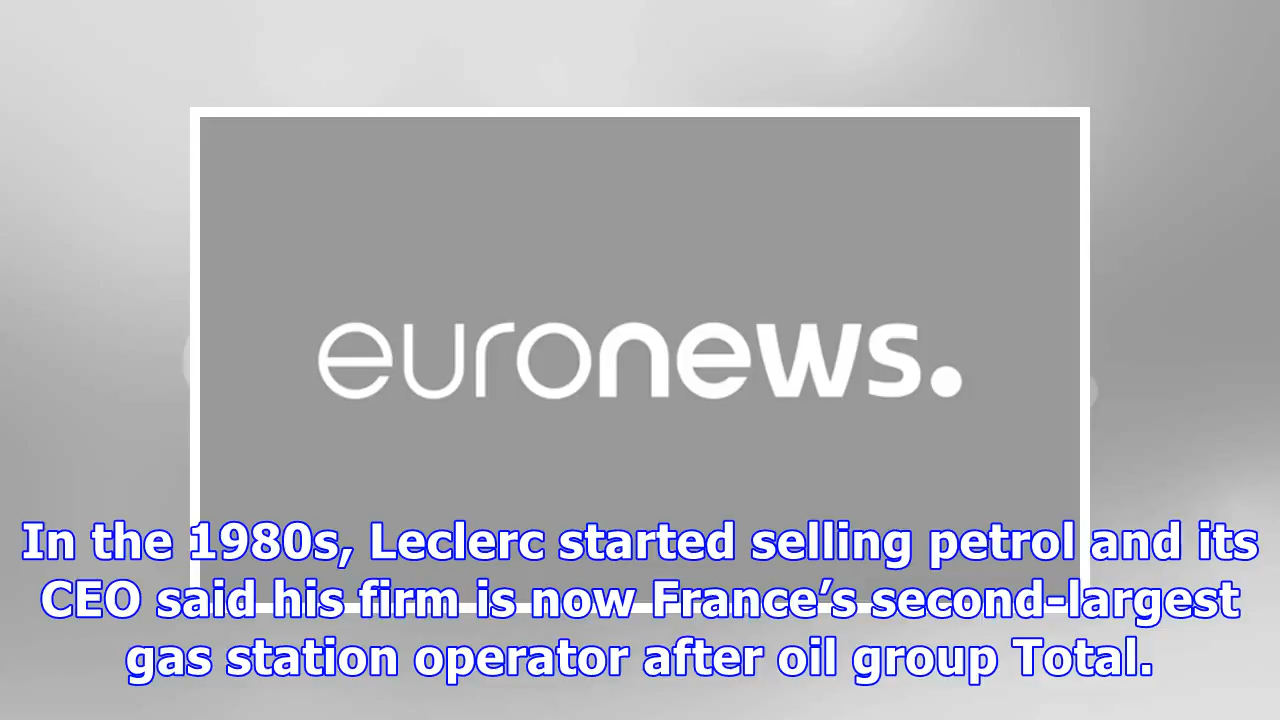 euronews.
In the 1980s, Leclerc started selling petrol and its
CEO said his firm is now France’s second-largest
gas station operator after oil group Total.